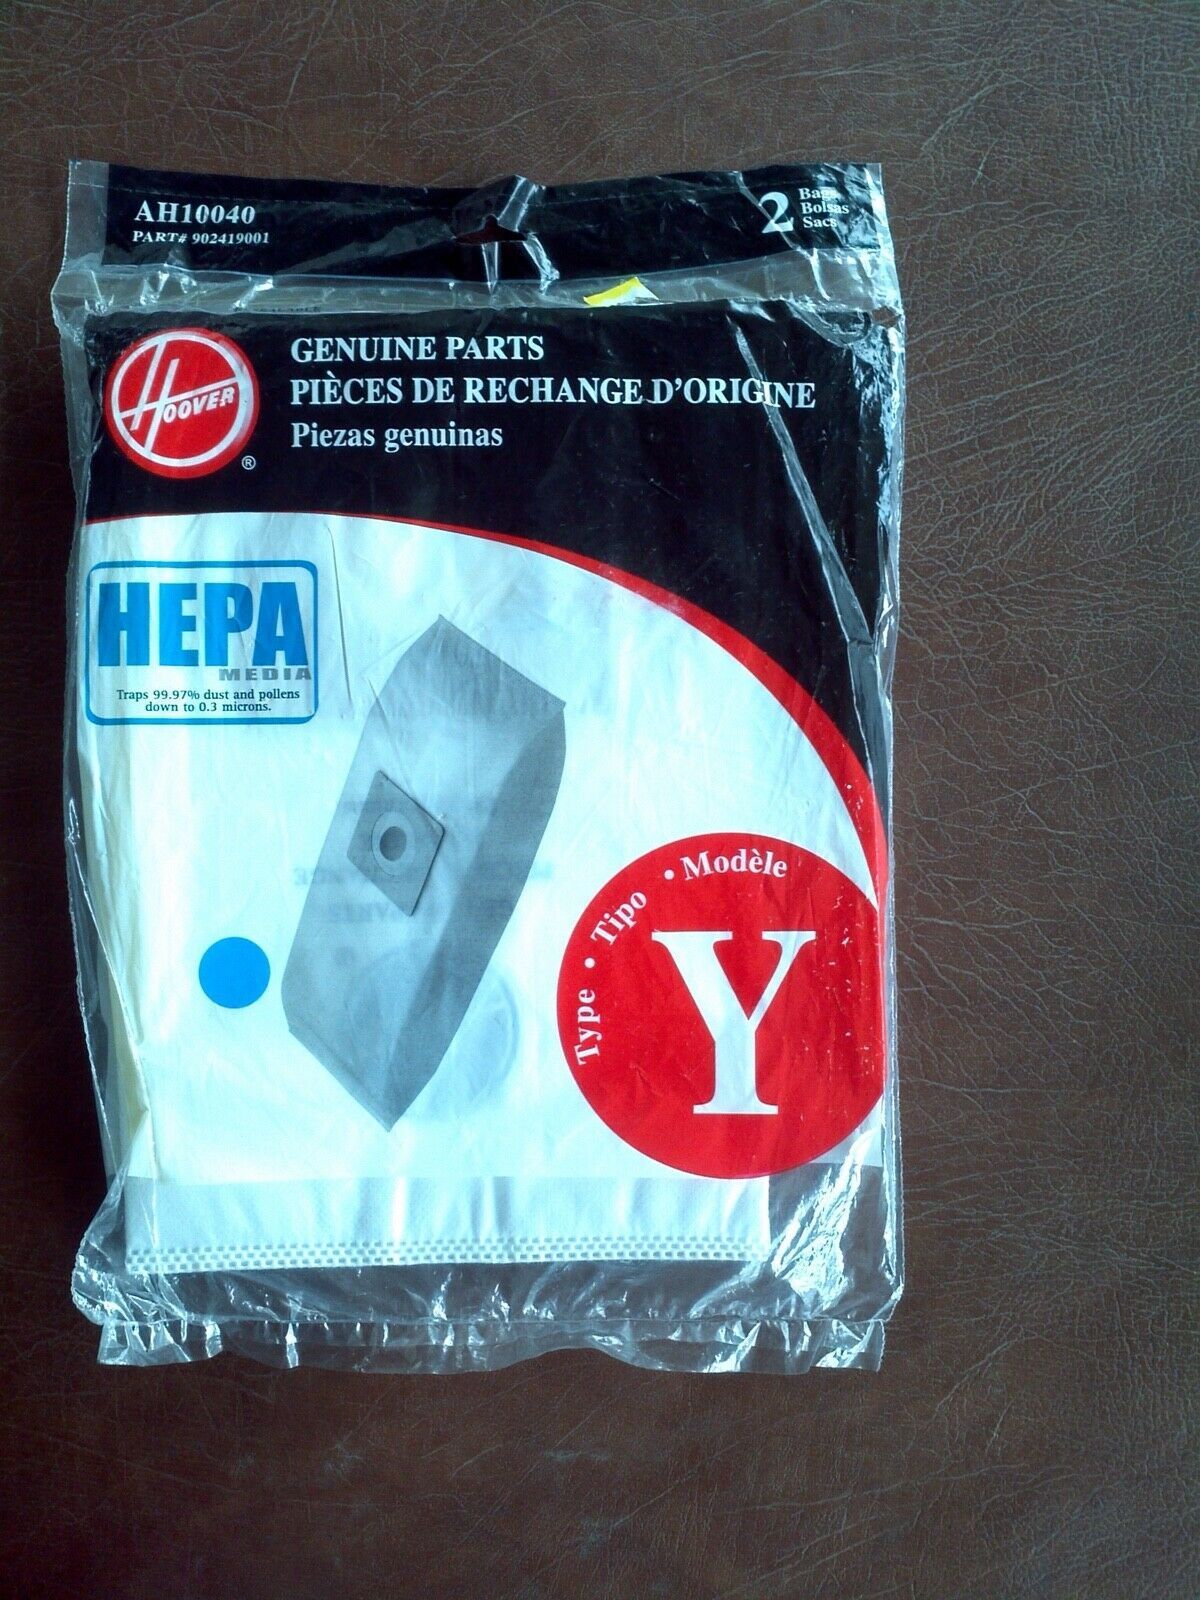 AH10040
PART# 902419001
2 Bags
Bolsas
Sacs
HOOVER
®
GENUINE PARTS
PIÈCES DE RECHANGE D'ORIGINE
Piezas genuinas
HEPA
MEDIA
Traps 99.97% dust and pollens
down to 0.3 microns.
Type • Tipo • Modèle
Y